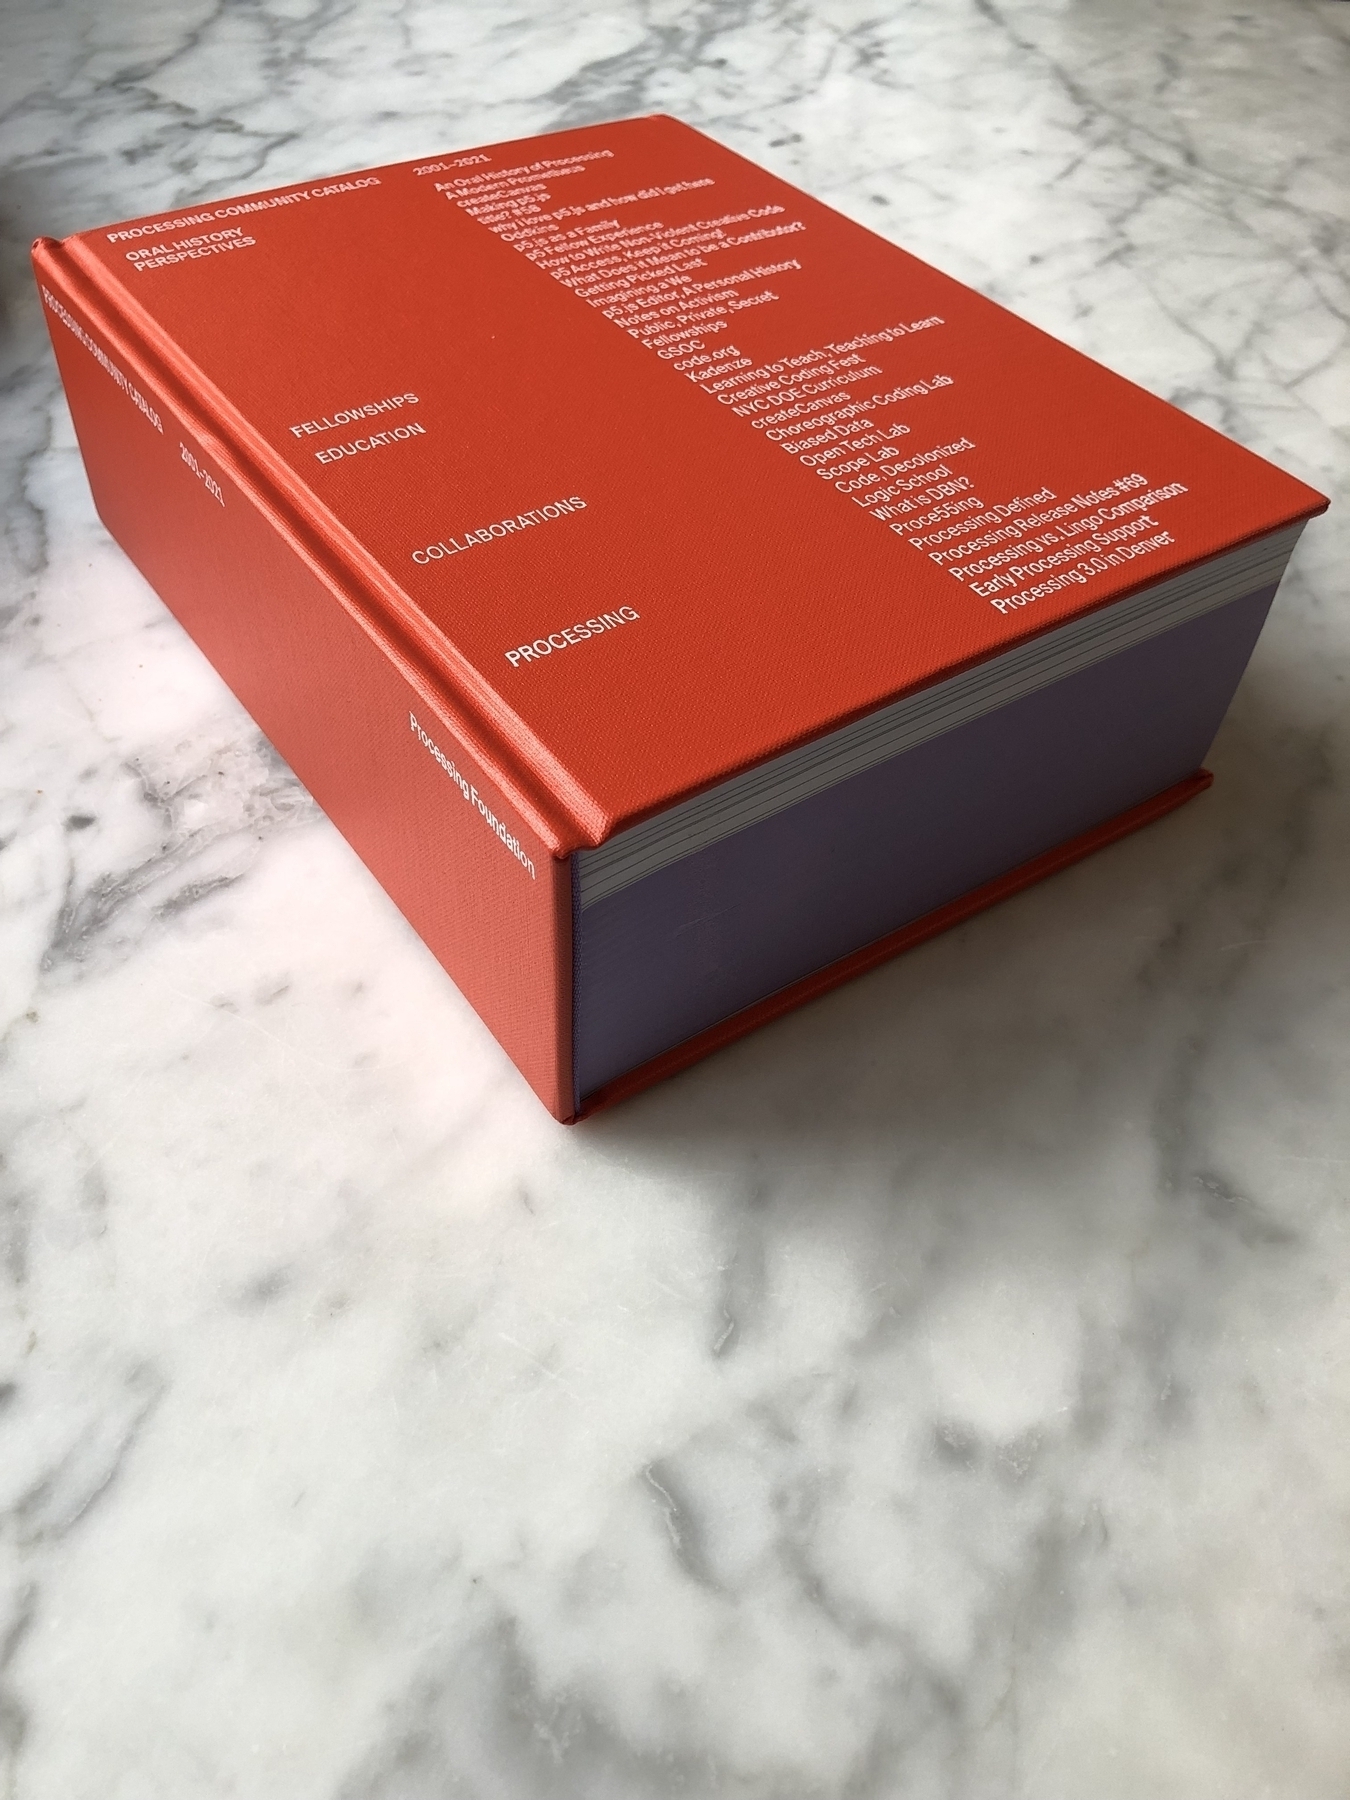 PROCESSING COMMUNITY CATALOG 2001–2021
ORAL HISTORY
PERSPECTIVES
FELLOWSHIPS
EDUCATION
COLLABORATIONS
PROCESSING
An Oral History of Processing
A Modern Prometheus
createCanvas
Making p5.js
#58
why i love p5.js and how did I get here
Oddkins
p5.js as a Family
p5 Fellow Experience
How to Write Non-Violent Creative Code
p5 Access, Keep it Coming!
What Does it Mean to be a Contributor?
Getting Picked Last
Imagining a We
p5.js Editor, A Personal History
Notes on Activism
Public, Private, Secret
Fellowships
GSOC
code.org
Kadenze
Learning to Teach, Teaching to Learn
Creative Coding Fest
NYC DOE Curriculum
createCanvas
Choreographic Coding Lab
Biased Data
Open Tech Lab
Scope Lab
Code, Decolonized
Logic School
What is DBN?
Proce55ing
Processing Defined
Processing Release Notes #69
Processing vs. Lingo Comparison
Early Processing Support
Processing 3.0 in Denver
PROCESSING COMMUNITY CATALOG 2001–2021
Processing Foundation